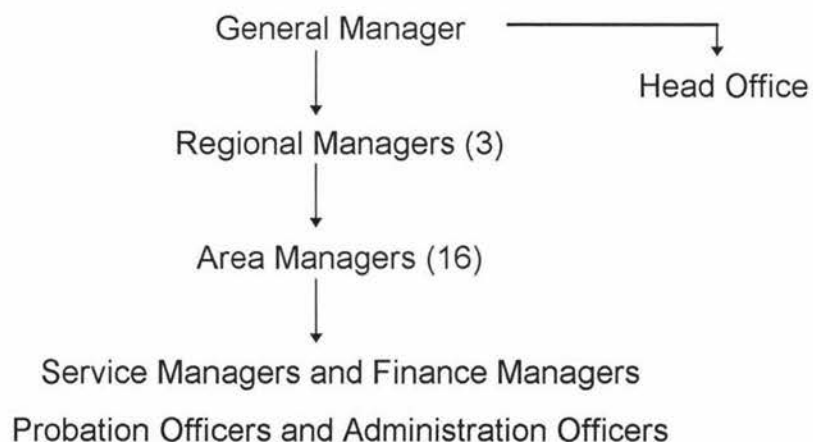 General Manager
Head Office
Regional Managers (3)
Area Managers (16)
Service Managers and Finance Managers
Probation Officers and Administration Officers